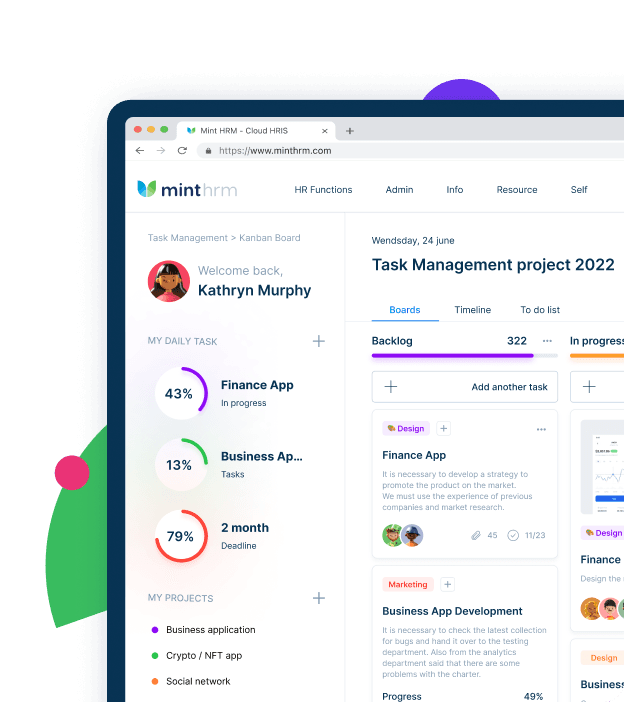 Mint HRM - Cloud HRIS
https://www.minthrm.com
minthrm
HR Functions
Admin
Info
Resource
Self
Task Management > Kanban Board
Welcome back,
Kathryn Murphy
MY DAILY TASK
43%
Finance App
In progress
13%
Business Ap...
Tasks
79%
2 month
Deadline
MY PROJECTS
Business application
Crypto / NFT app
Social network
Wendsday, 24 june
Task Management project 2022
Boards
Timeline
To do list
Backlog
322
Add another task
Design
Finance App
It is necessary to develop a strategy to
promote the product on the market.
We must use the experience of previous
companies and market research.
45
11/23
Marketing
Business App Development
It is necessary to check the latest collection
for bugs and hand it over to the testing
department. Also from the analytics
department said that there are some
problems with the charter.
Progress
49%
In progress
Design
Finance
Design the
Design
Business